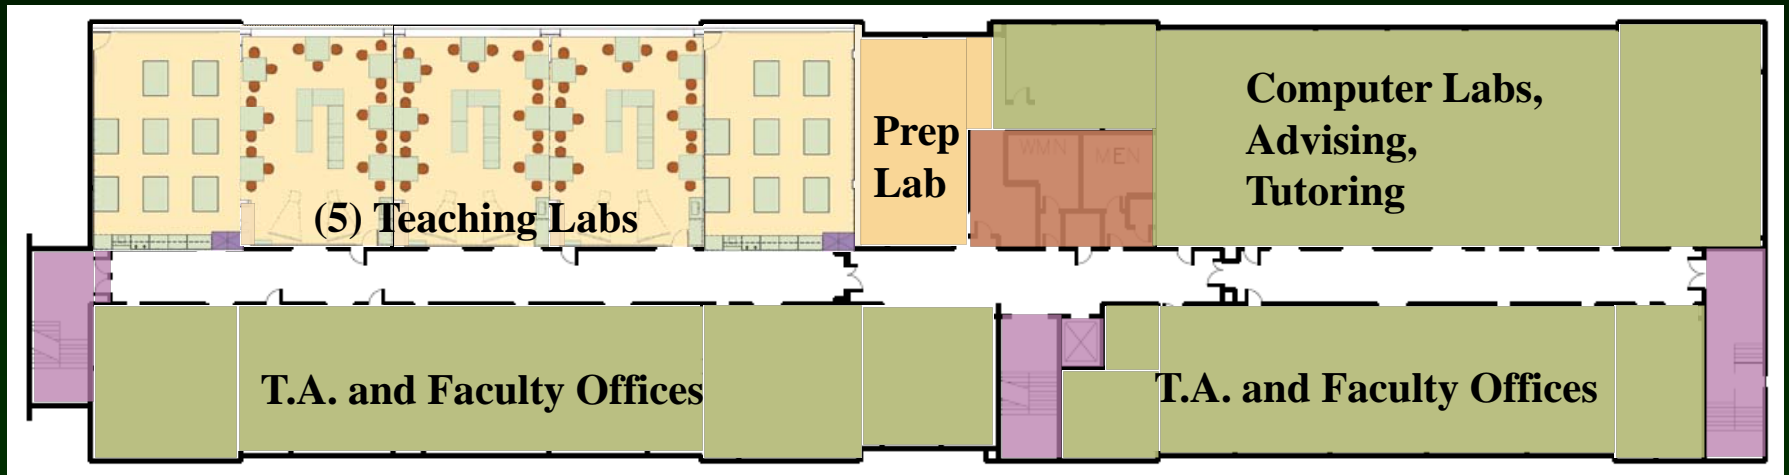 (5) Teaching Labs
Prep
Lab
WMN
MEN
Computer Labs,
Advising,
Tutoring
T.A. and Faculty Offices
T.A. and Faculty Offices